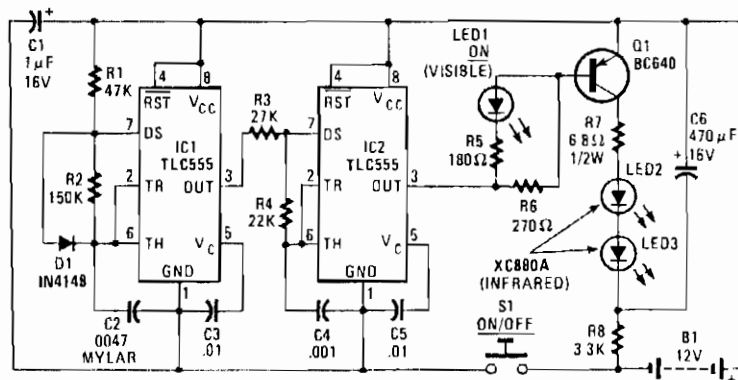 C1
1µF
16V
+
R1
47K
R2
150K
D1
IN4148
C2
0047
MYLAR
4
8
RST
VCC
7
DS
IC1
TLC555
2
TR
OUT
3
6
TH
VC
5
GND
1
C3
.01
R3
27K
R4
22K
C4
.001
4
8
RST
VCC
7
DS
IC2
TLC555
2
TR
OUT
3
6
TH
VC
5
GND
1
C5
.01
LED1
ON
(VISIBLE)
R5
180Ω
R6
270Ω
Q1
BC640
R7
6.8Ω
1/2W
C6
470µF
16V
+
LED2
LED3
XC880A
(INFRARED)
S1
ON/OFF
R8
3.3K
B1
12V
+